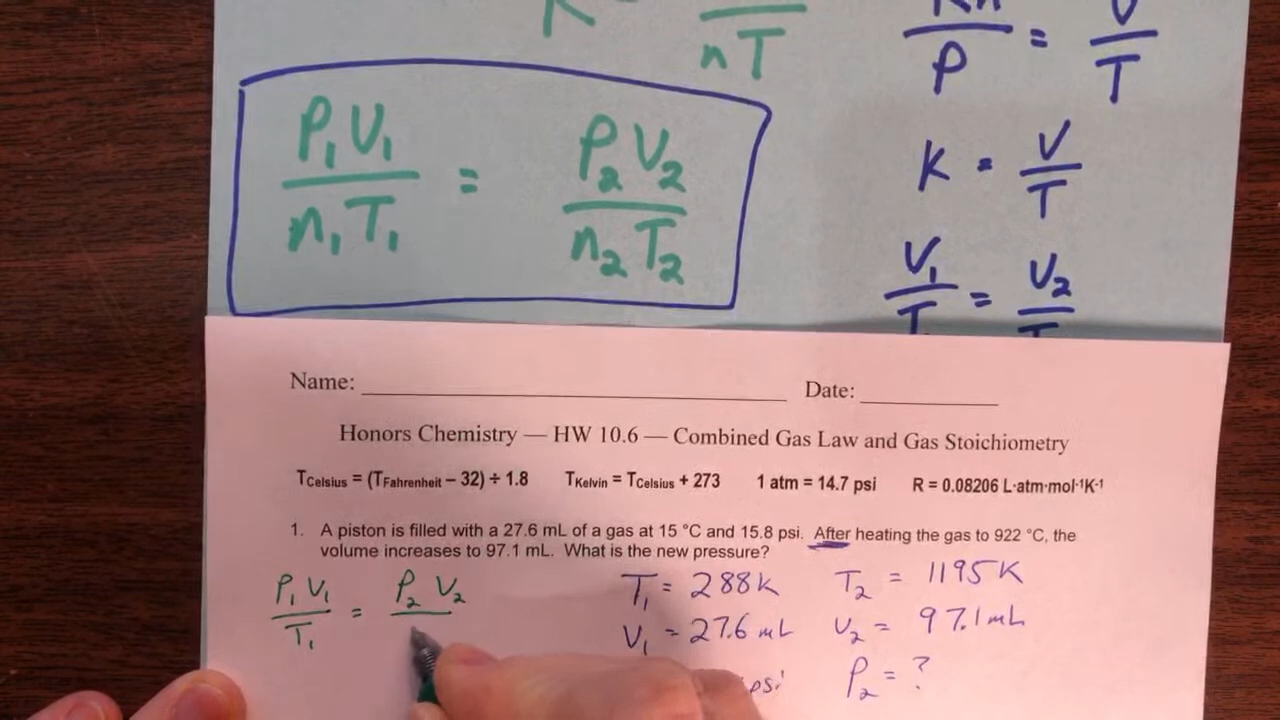 K
nT
P = V/T
P₁V₁/n₁T₁ = P₂V₂/n₂T₂
K = V/T
V₁/T = V₂/T
Name: Date:
Honors Chemistry — HW 10.6 — Combined Gas Law and Gas Stoichiometry
TCelsius = (TFahrenheit − 32) ÷ 1.8 TKelvin = TCelsius + 273 1 atm = 14.7 psi R = 0.08206 L·atm·mol⁻¹K⁻¹
1. A piston is filled with a 27.6 mL of a gas at 15 °C and 15.8 psi. After heating the gas to 922 °C, the
volume increases to 97.1 mL. What is the new pressure?
P₁V₁/T₁ = P₂V₂
T₁ = 288K T₂ = 1195K
V₁ = 27.6 mL V₂ = 97.1mL
psi P₂ = ?